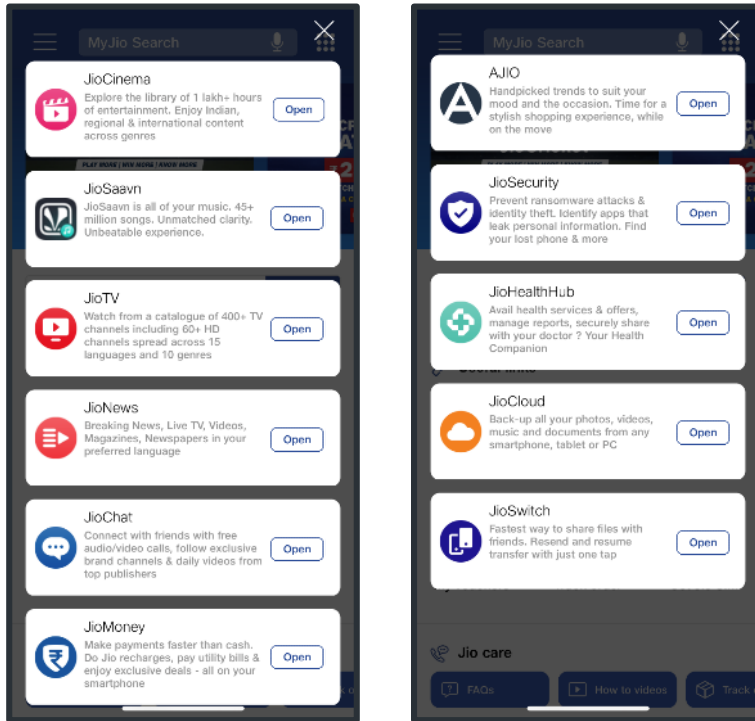 MyJio Search
JioCinema
Explore the library of 1 lakh+ hours
of entertainment. Enjoy Indian,
regional & international content
across genres
Open
PLAY MORE | WIN MORE | KNOW MORE
JioSaavn
JioSaavn is all of your music. 45+
million songs. Unmatched clarity.
Unbeatable experience.
Open
JioTV
Watch from a catalogue of 400+ TV
channels including 60+ HD
channels spread across 15
languages and 10 genres
Open
JioNews
Breaking News, Live TV, Videos,
Magazines, Newspapers in your
preferred language
Open
JioChat
Connect with friends with free
audio/video calls, follow exclusive
brand channels & daily videos from
top publishers
Open
JioMoney
Make payments faster than cash.
Do Jio recharges, pay utility bills &
enjoy exclusive deals - all on your
smartphone
Open
MyJio Search
AJIO
Handpicked trends to suit your
mood and the occasion. Time for a
stylish shopping experience, while
on the move
Open
JioSecurity
Prevent ransomware attacks &
identity theft. Identify apps that
leak personal information. Find
your lost phone & more
Open
JioHealthHub
Avail health services & offers,
manage reports, securely share
with your doctor ? Your Health
Companion
Open
JioCloud
Back-up all your photos, videos,
music and documents from any
smartphone, tablet or PC
Open
JioSwitch
Fastest way to share files with
friends. Resend and resume
transfer with just one tap
Open
Jio care
FAQs
How to videos
Track